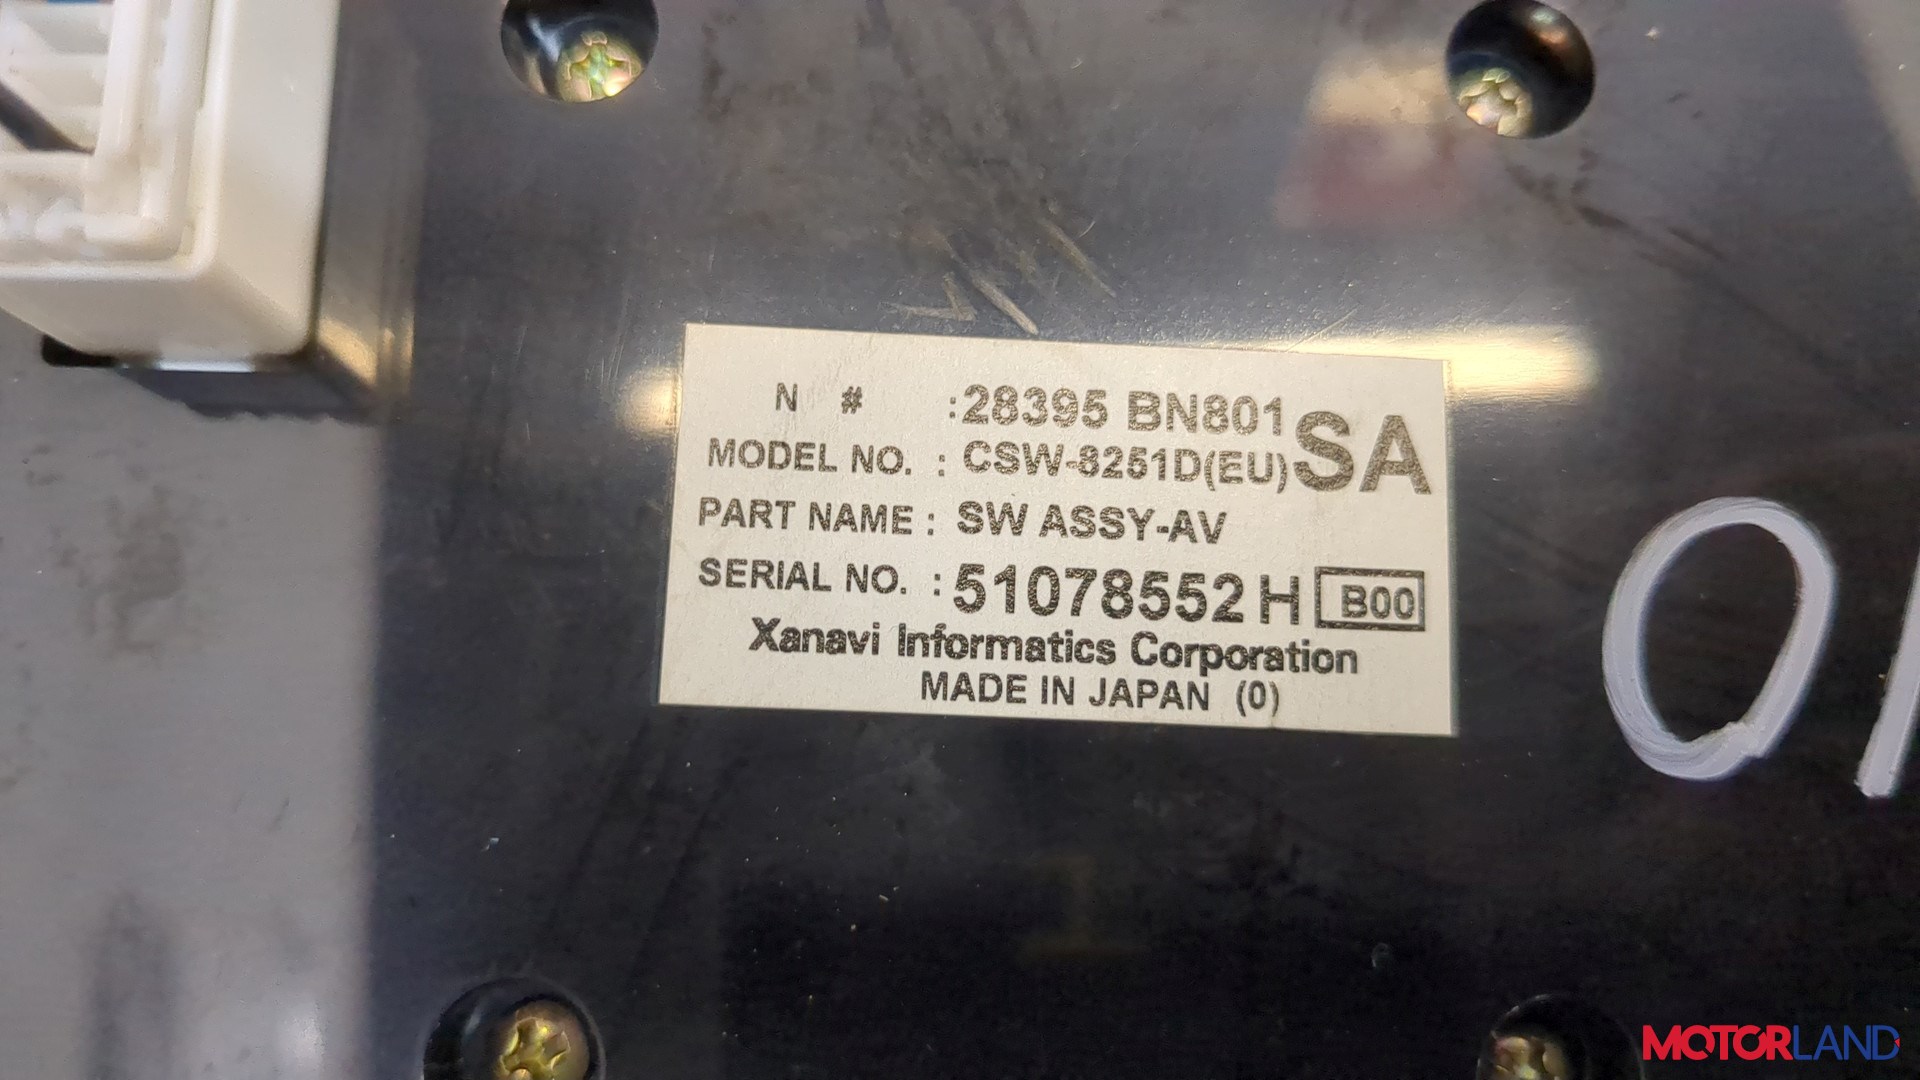 N # :28395 BN801
SA
MODEL NO. : CSW-8251D(EU)
PART NAME : SW ASSY-AV
SERIAL NO. : 51078552 H B00
Xanavi Informatics Corporation
MADE IN JAPAN (0)
MOTORLAND